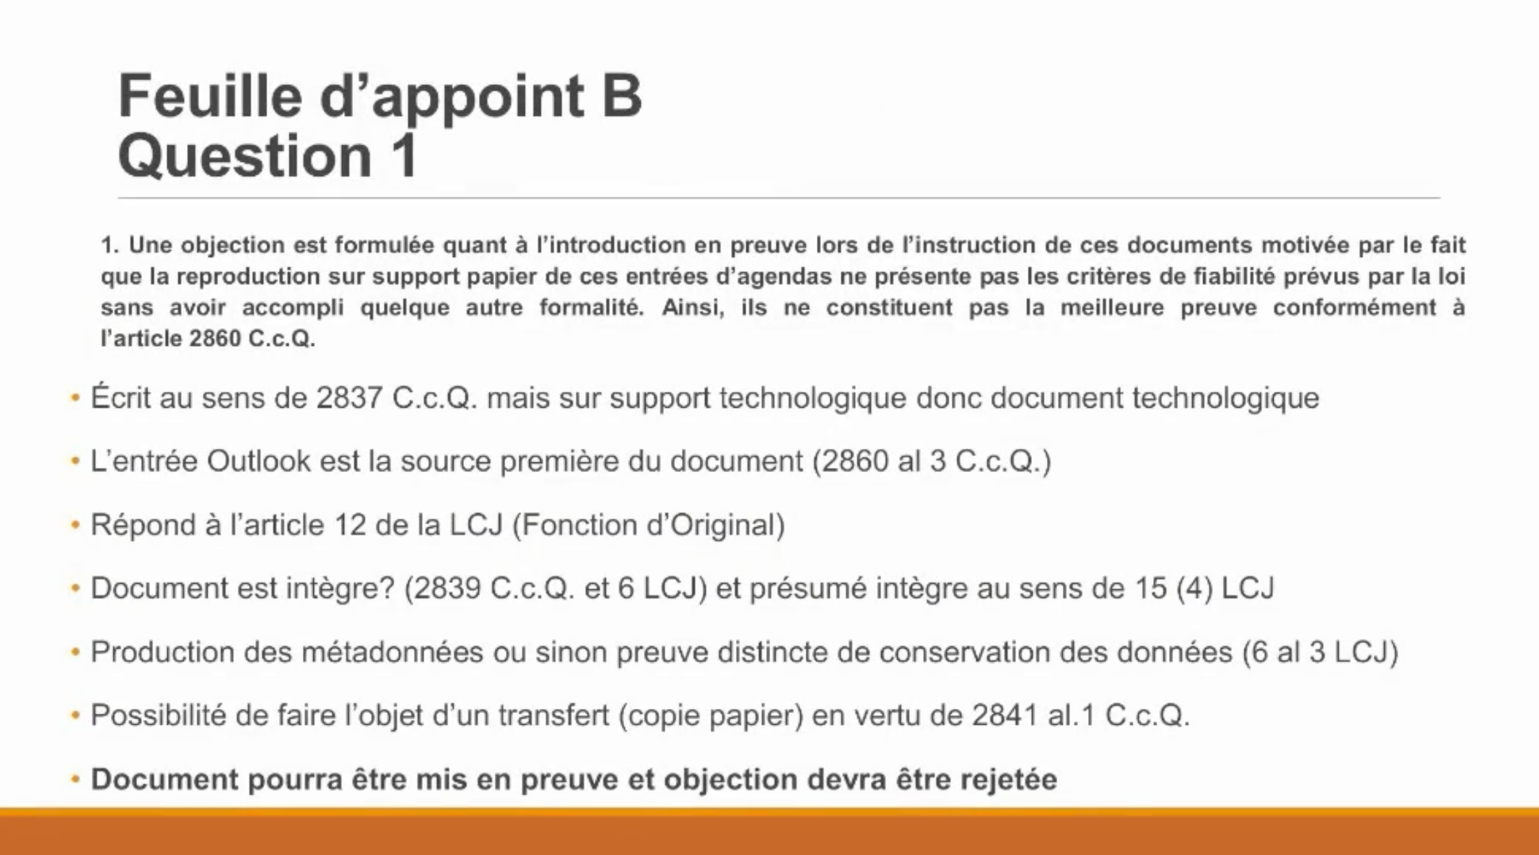 Feuille d’appoint B
Question 1
1. Une objection est formulée quant à l’introduction en preuve lors de l’instruction de ces documents motivée par le fait
que la reproduction sur support papier de ces entrées d’agendas ne présente pas les critères de fiabilité prévus par la loi
sans avoir accompli quelque autre formalité. Ainsi, ils ne constituent pas la meilleure preuve conformément à
l’article 2860 C.c.Q.
• Écrit au sens de 2837 C.c.Q. mais sur support technologique donc document technologique
• L’entrée Outlook est la source première du document (2860 al 3 C.c.Q.)
• Répond à l’article 12 de la LCJ (Fonction d’Original)
• Document est intègre? (2839 C.c.Q. et 6 LCJ) et présumé intègre au sens de 15 (4) LCJ
• Production des métadonnées ou sinon preuve distincte de conservation des données (6 al 3 LCJ)
• Possibilité de faire l’objet d’un transfert (copie papier) en vertu de 2841 al.1 C.c.Q.
• Document pourra être mis en preuve et objection devra être rejetée